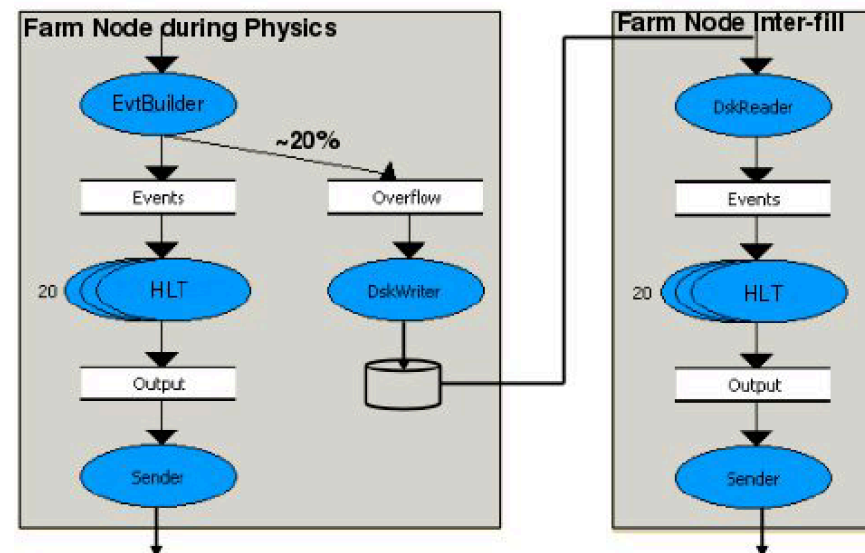 Farm Node during Physics
EvtBuilder
~20%
Events
Overflow
20
HLT
DskWriter
Output
Sender
Farm Node Inter-fill
DskReader
Events
20
HLT
Output
Sender